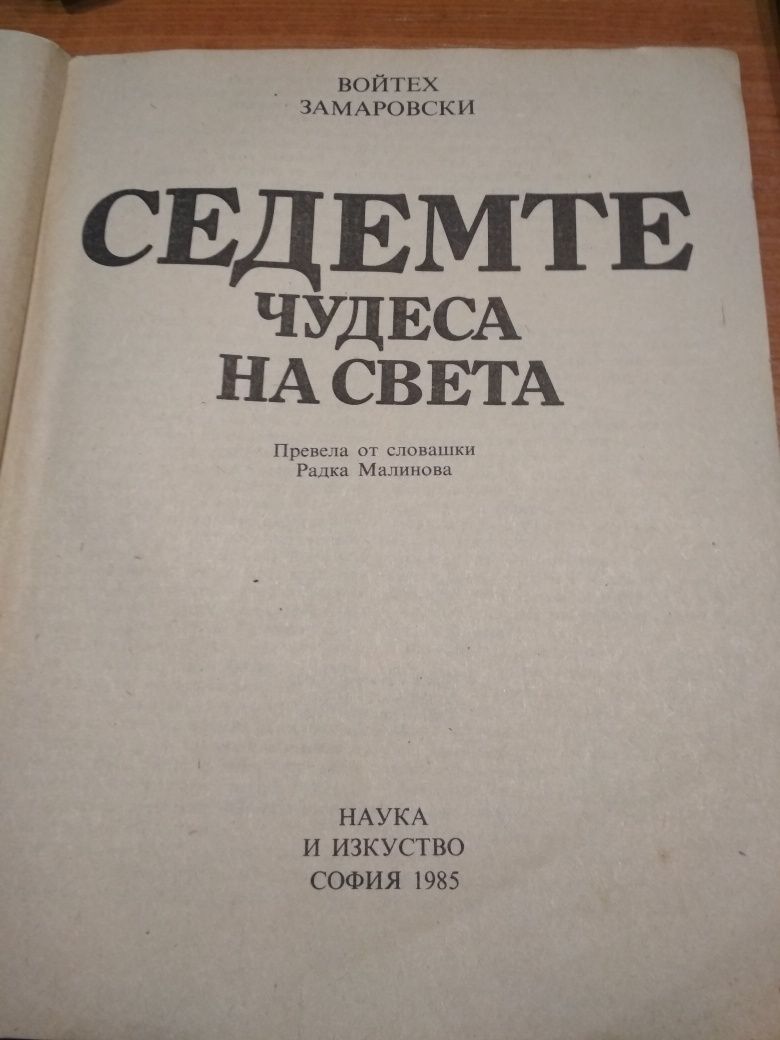 ВОЙТЕХ
ЗАМАРОВСКИ
СЕДЕМТЕ
ЧУДЕСА
НА СВЕТА
Превела от словашки
Радка Малинова
НАУКА
И ИЗКУСТВО
СОФИЯ 1985